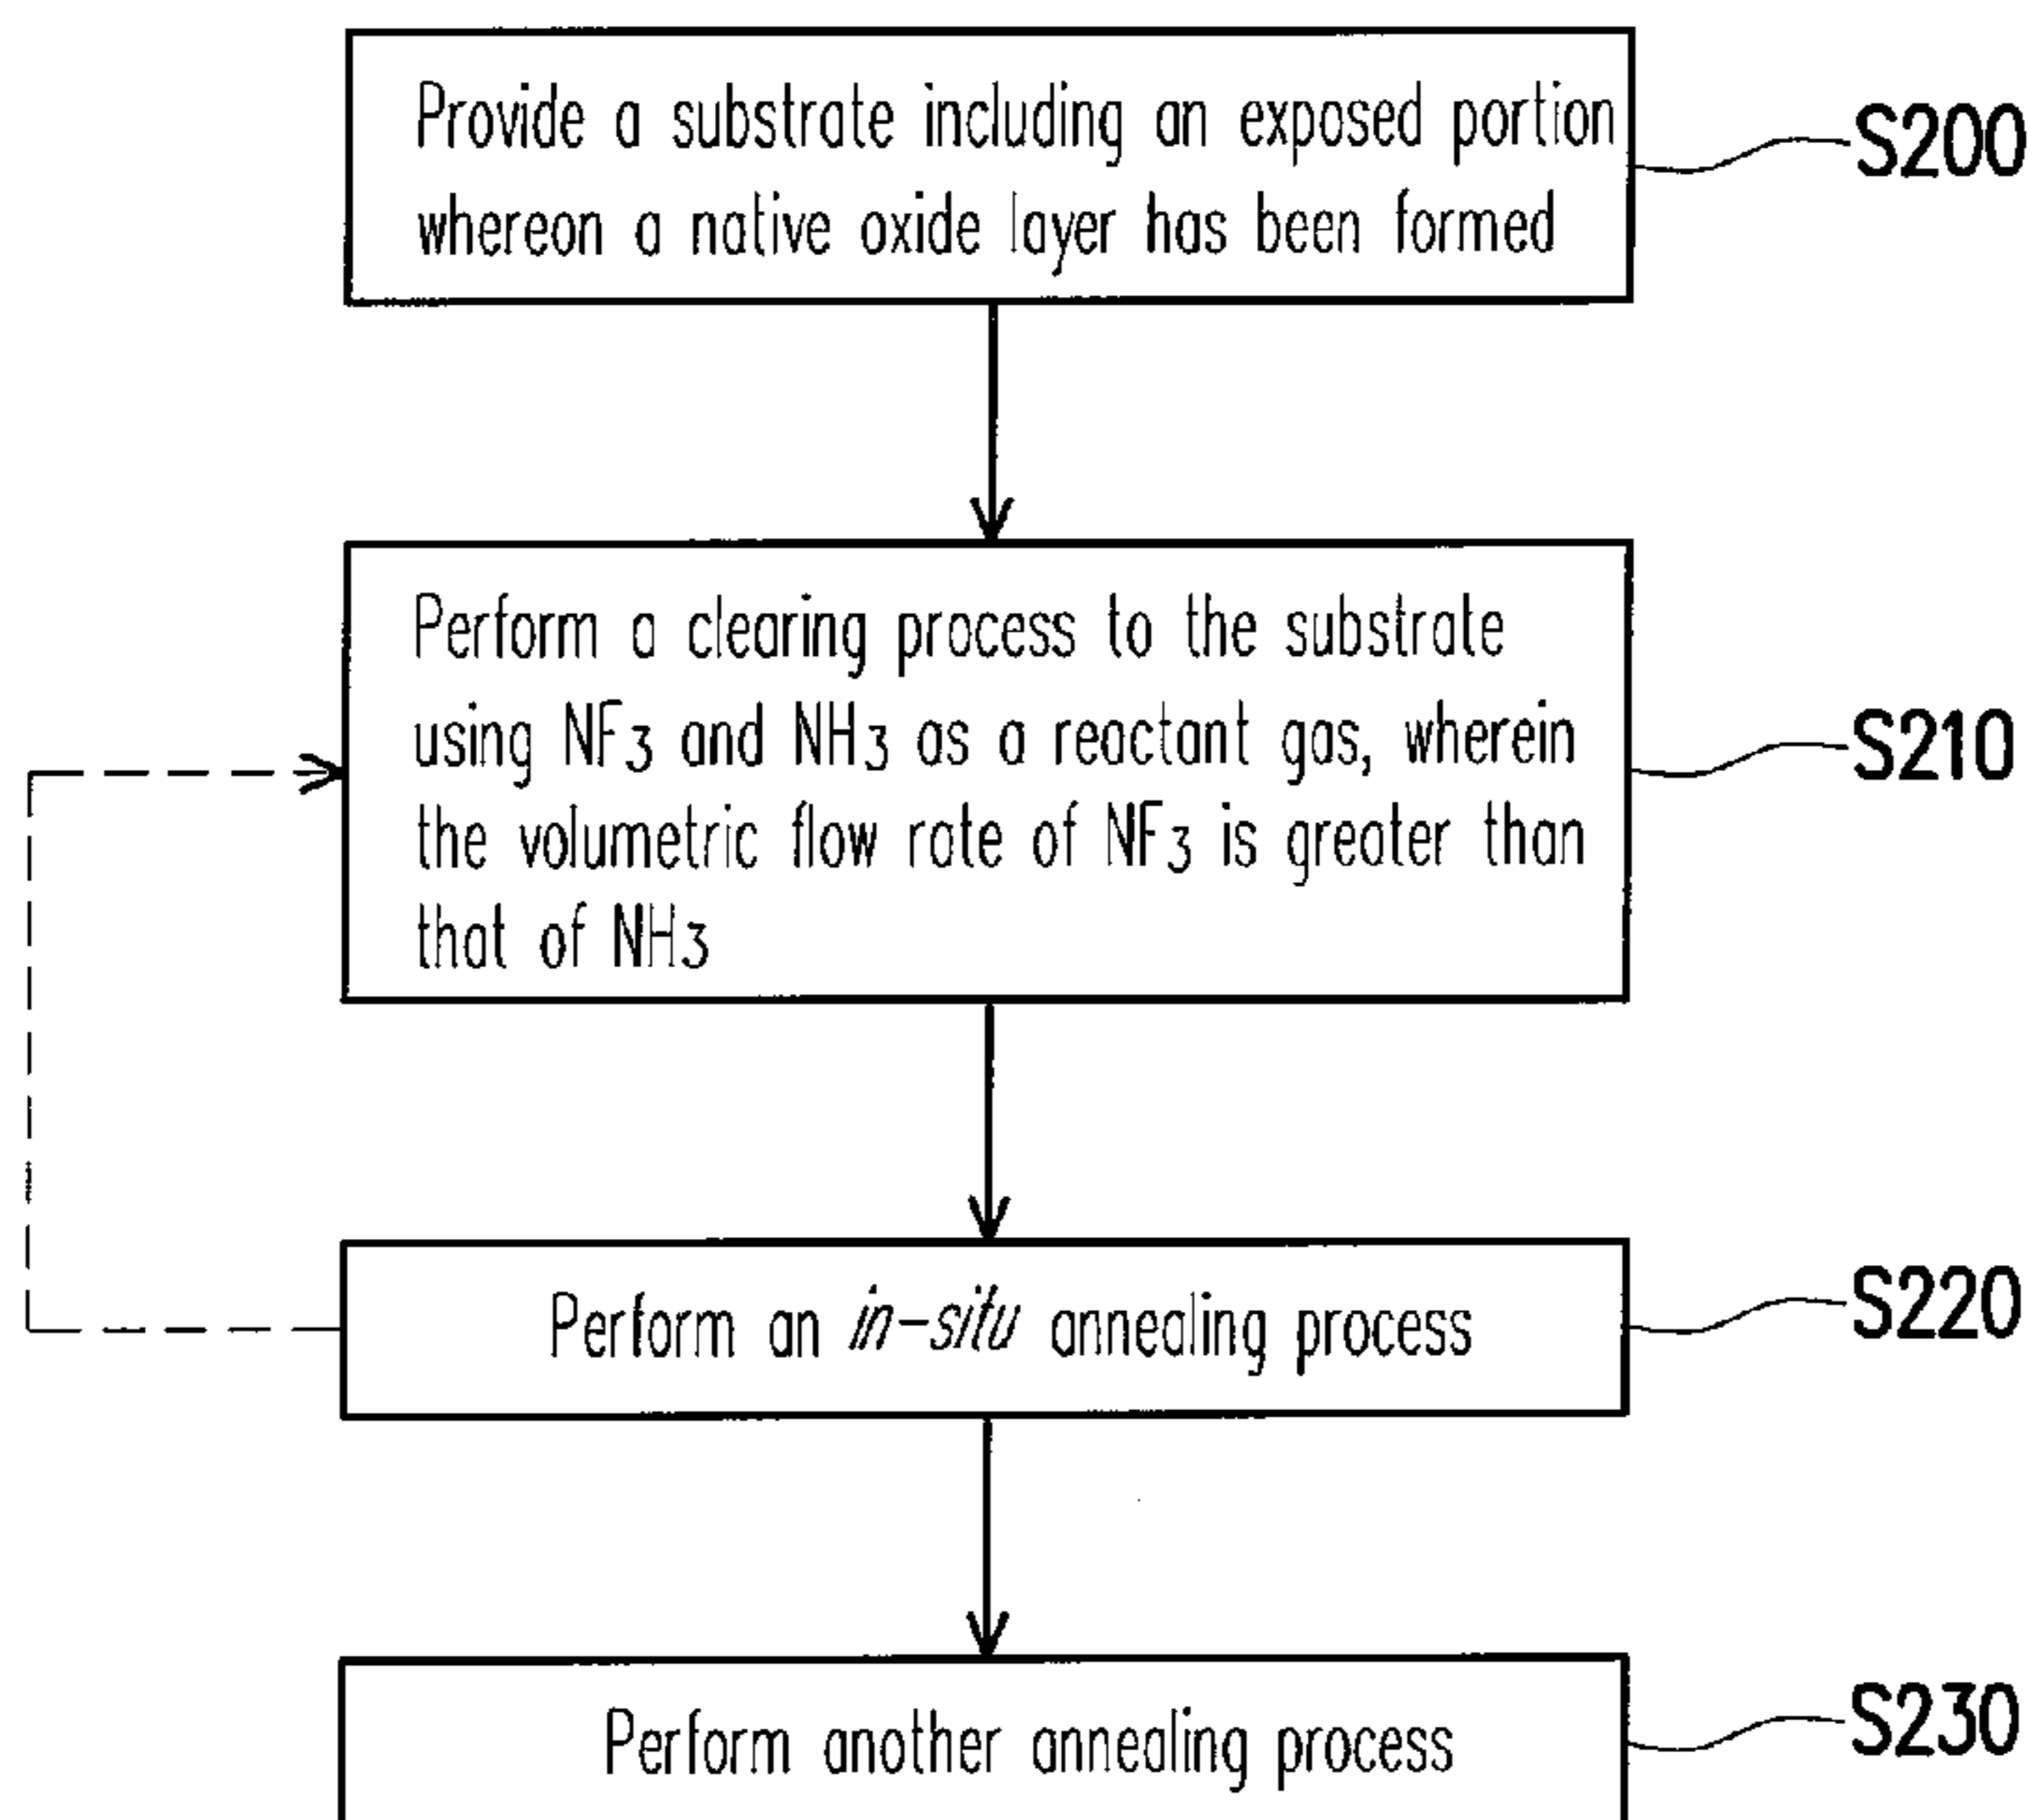 Provide a substrate including an exposed portion
whereon a native oxide layer has been formed
S200
Perform a clearing process to the substrate
using NF3 and NH3 as a reactant gas, wherein
the volumetric flow rate of NF3 is greater than
that of NH3
S210
Perform an in-situ annealing process
S220
Perform another annealing process
S230